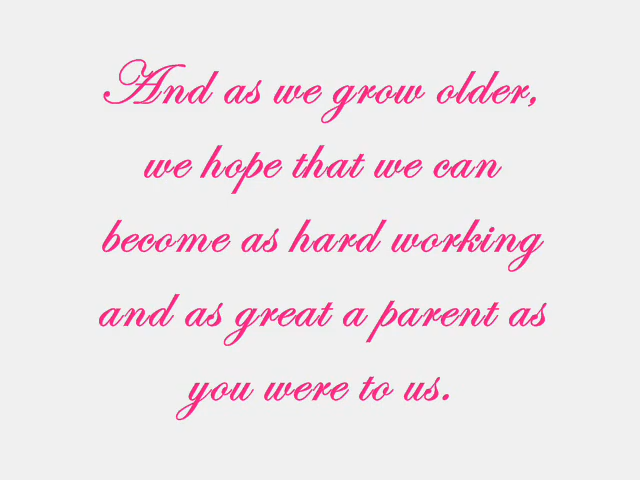 And as we grow older,
we hope that we can
become as hard working
and as great a parent as
you were to us.